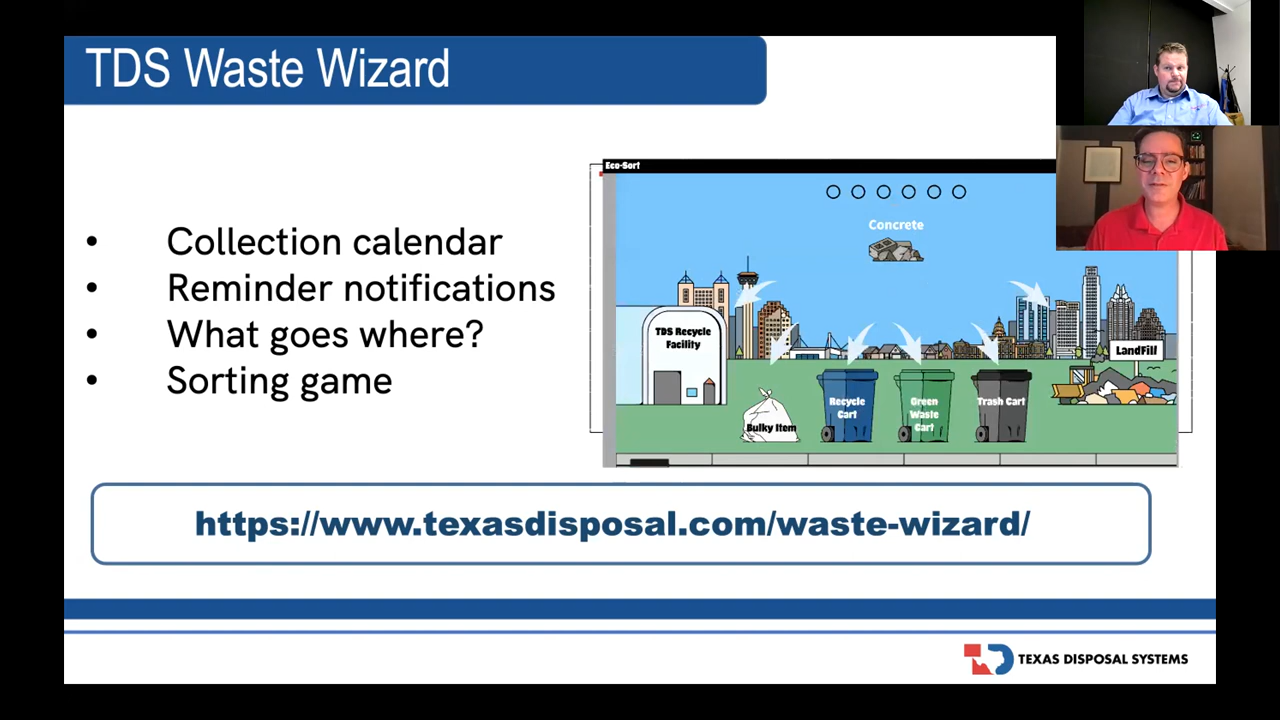 TDS Waste Wizard
• Collection calendar
• Reminder notifications
• What goes where?
• Sorting game
Eco-Sort
Concrete
TDS Recycle
Facility
LandFill
Bulky Item
Recycle
Cart
Green
Waste
Cart
Trash Cart
https://www.texasdisposal.com/waste-wizard/
TEXAS DISPOSAL SYSTEMS